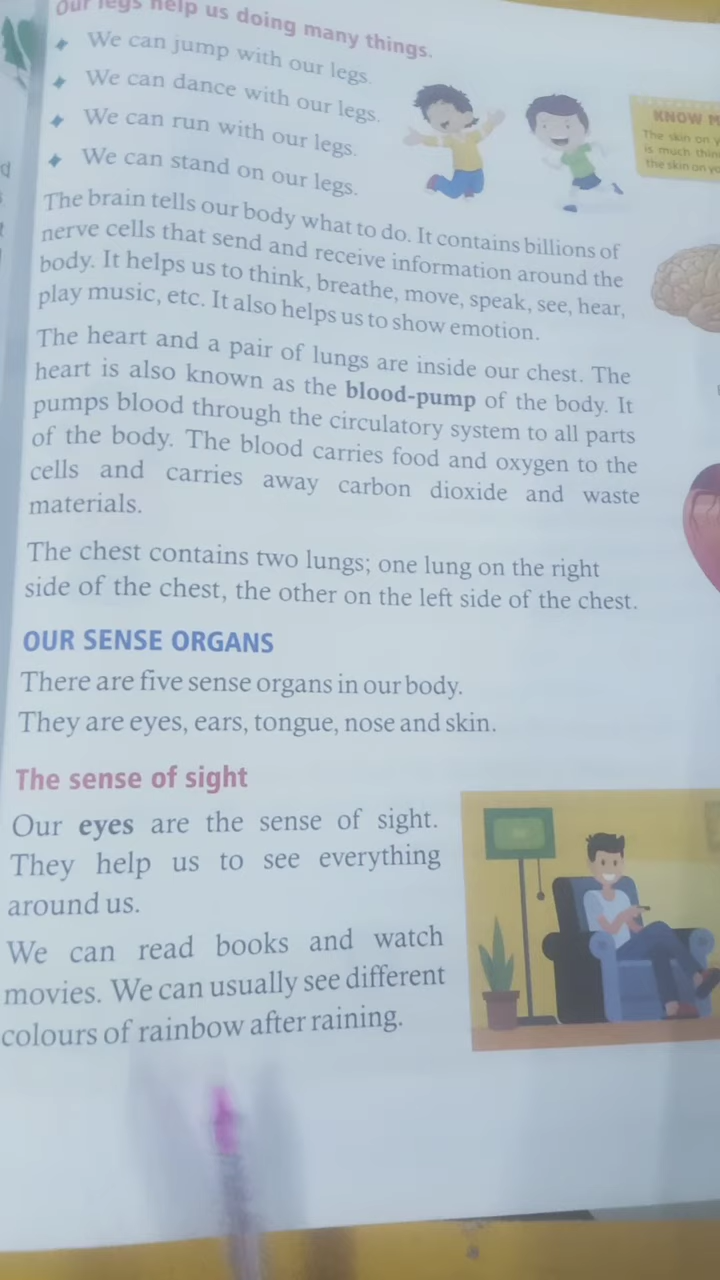 Our legs help us doing many things.
We can jump with our legs.
We can dance with our legs.
We can run with our legs.
We can stand on our legs.
KNOW
The skin on
is much
the skin on
The brain tells our body what to do. It contains billions of
nerve cells that send and receive information around the
body. It helps us to think, breathe, move, speak, see, hear,
play music, etc. It also helps us to show emotion.
The heart and a pair of lungs are inside our chest. The
heart is also known as the blood-pump of the body. It
pumps blood through the circulatory system to all parts
of the body. The blood carries food and oxygen to the
cells and carries away carbon dioxide and waste
materials.
The chest contains two lungs; one lung on the right
side of the chest, the other on the left side of the chest.
OUR SENSE ORGANS
There are five sense organs in our body.
They are eyes, ears, tongue, nose and skin.
The sense of sight
Our eyes are the sense of sight.
They help us to see everything
around us.
We can read books and watch
movies. We can usually see different
colours of rainbow after raining.